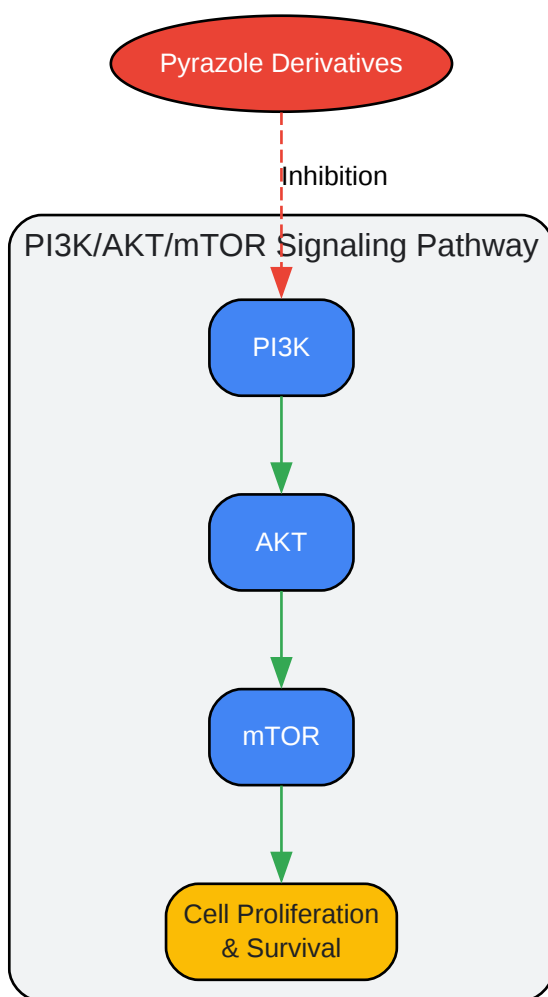 Pyrazole Derivatives
Inhibition
PI3K/AKT/mTOR Signaling Pathway
PI3K
AKT
mTOR
Cell Proliferation
& Survival